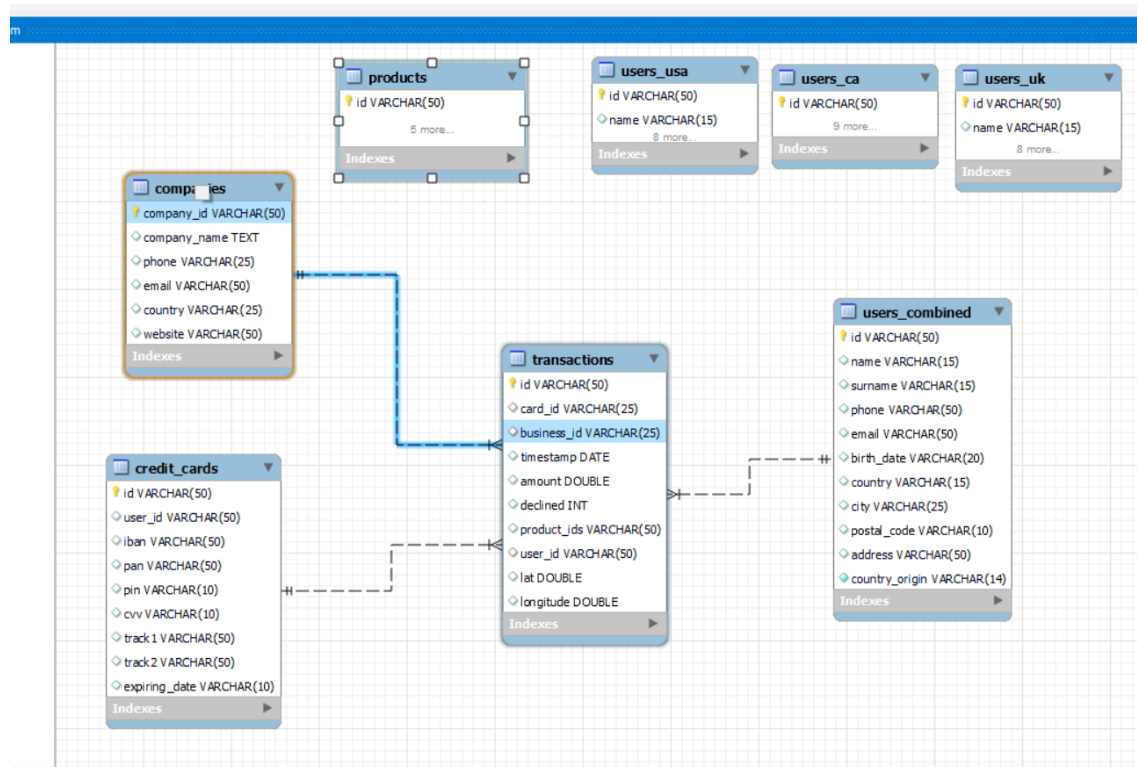 m
products
id VARCHAR(50)
5 more...
Indexes
users_usa
id VARCHAR(50)
name VARCHAR(15)
8 more...
Indexes
users_ca
id VARCHAR(50)
9 more...
Indexes
users_uk
id VARCHAR(50)
name VARCHAR(15)
8 more...
Indexes
companies
company_id VARCHAR(50)
company_name TEXT
phone VARCHAR(25)
email VARCHAR(50)
country VARCHAR(25)
website VARCHAR(50)
Indexes
transactions
id VARCHAR(50)
card_id VARCHAR(25)
business_id VARCHAR(25)
timestamp DATE
amount DOUBLE
declined INT
product_ids VARCHAR(50)
user_id VARCHAR(50)
lat DOUBLE
longitude DOUBLE
Indexes
users_combined
id VARCHAR(50)
name VARCHAR(15)
surname VARCHAR(15)
phone VARCHAR(50)
email VARCHAR(50)
birth_date VARCHAR(20)
country VARCHAR(15)
city VARCHAR(25)
postal_code VARCHAR(10)
address VARCHAR(50)
country_origin VARCHAR(14)
Indexes
credit_cards
id VARCHAR(50)
user_id VARCHAR(50)
iban VARCHAR(50)
pan VARCHAR(50)
pin VARCHAR(10)
cvv VARCHAR(10)
track1 VARCHAR(50)
track2 VARCHAR(50)
expiring_date VARCHAR(10)
Indexes